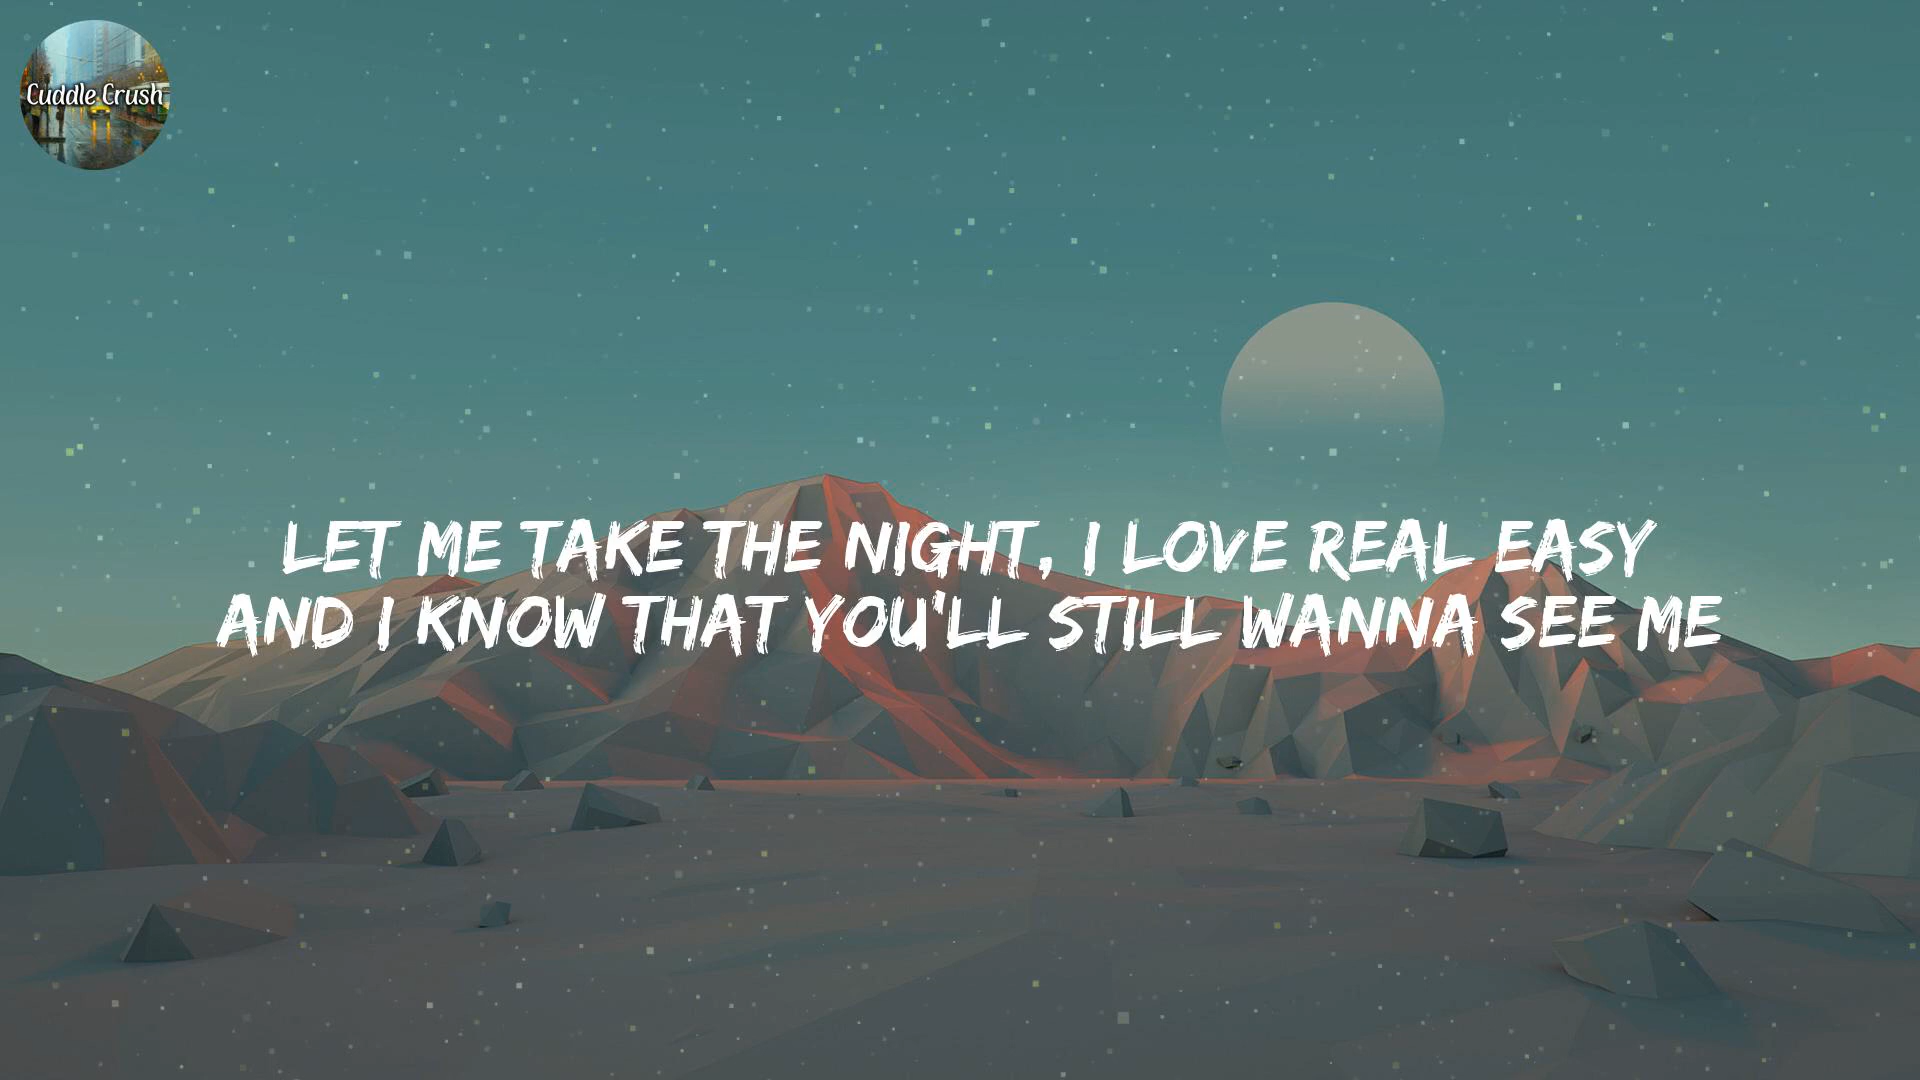 Cuddle Crush
LET ME TAKE THE NIGHT, I LOVE REAL EASY
AND I KNOW THAT YOU'LL STILL WANNA SEE ME